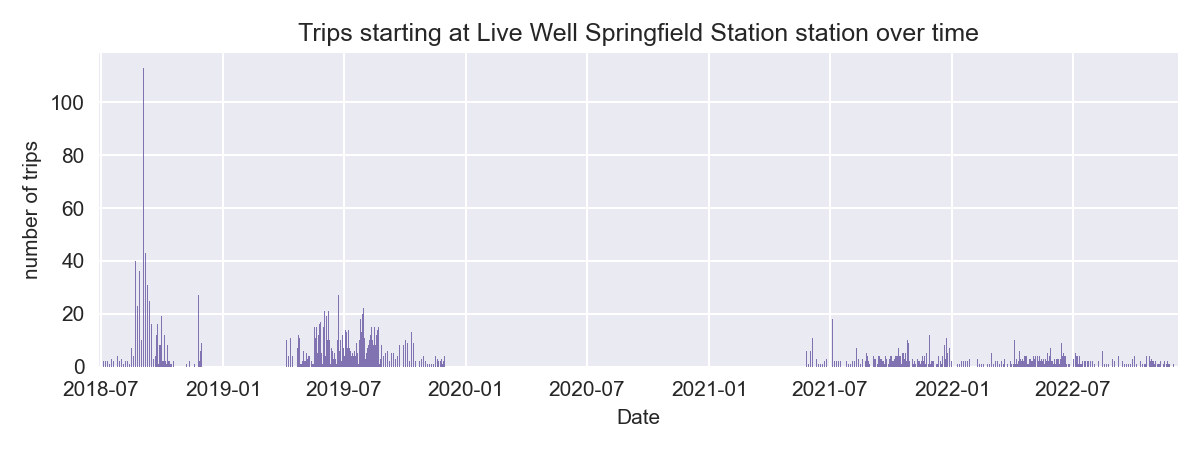 Trips starting at Live Well Springfield Station station over time
number of trips
100
80
60
40
20
0
2018-07 2019-01 2019-07 2020-01 2020-07 2021-01 2021-07 2022-01 2022-07
Date